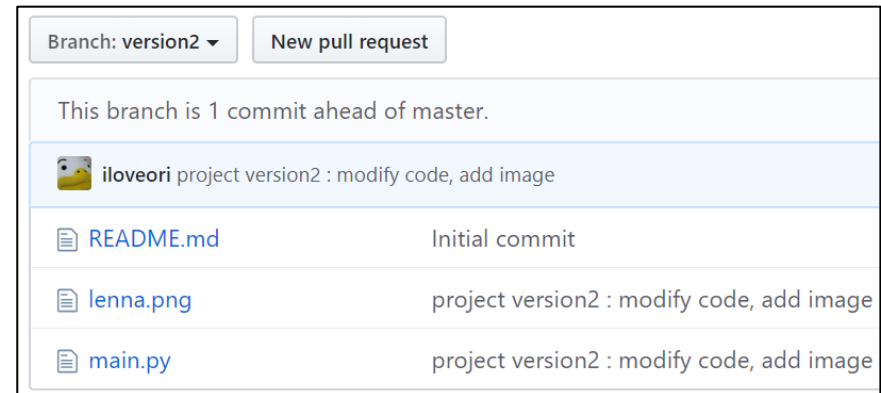 Branch: version2 New pull request
This branch is 1 commit ahead of master.
iloveori project version2 : modify code, add image
README.md Initial commit
lenna.png project version2 : modify code, add image
main.py project version2 : modify code, add image